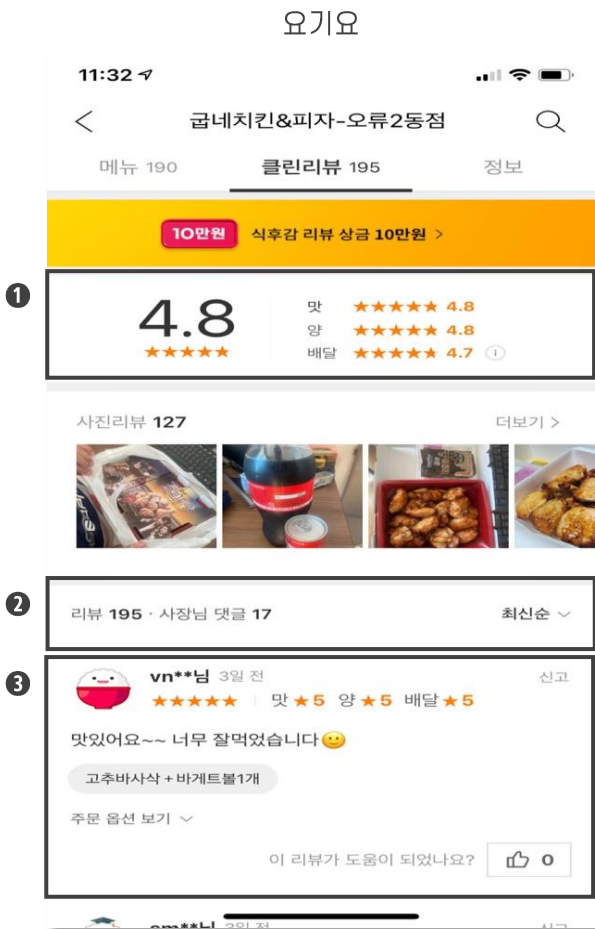 요기요
11:32
굽네치킨&피자-오류2동점
메뉴 190 클린리뷰 195 정보
10만원 식후감 리뷰 상금 10만원 >
❶
4.8
맛 ★★★★★ 4.8
양 ★★★★★ 4.8
★★★★★ 배달 ★★★★★ 4.7
사진리뷰 127 더보기 >
❷
리뷰 195 · 사장님 댓글 17 최신순
❸
vn**님 3일 전 신고
★★★★★ 맛★5 양★5 배달★5
맛있어요~~ 너무 잘먹었습니다🙂
고추바사삭 + 바게트볼1개
주문 옵션 보기
이 리뷰가 도움이 되었나요? 0